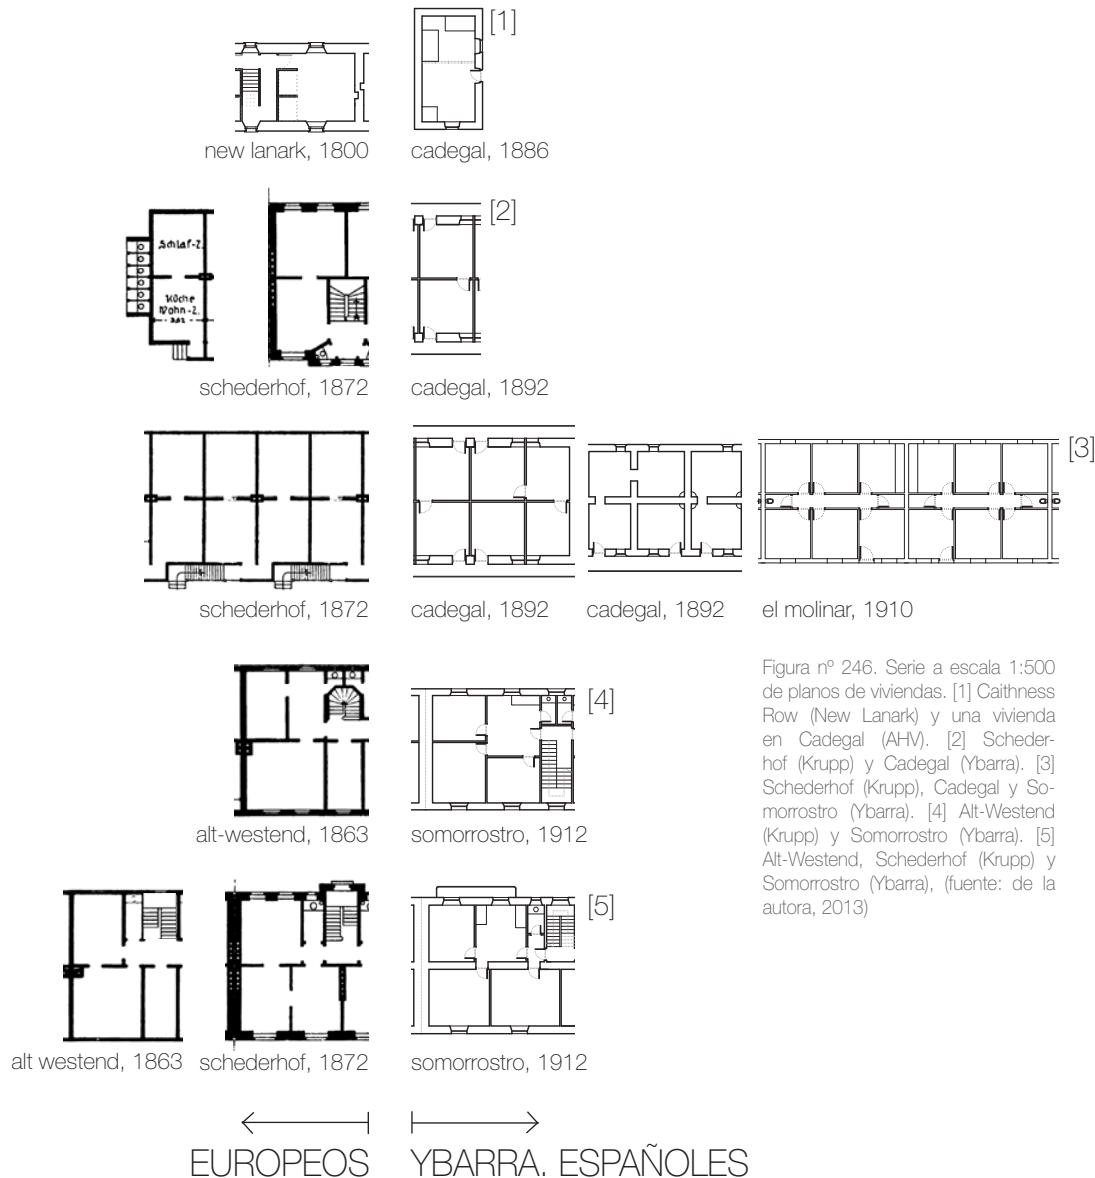 [1]
new lanark, 1800
cadegal, 1886
[2]
Schlaf-Z.
Küche
Wohn-Z.
schederhof, 1872
cadegal, 1892
[3]
schederhof, 1872
cadegal, 1892
cadegal, 1892
el molinar, 1910
Figura nº 246. Serie a escala 1:500
de planos de viviendas. [1] Caithness
Row (New Lanark) y una vivienda
en Cadegal (AHV). [2] Scheder-
hof (Krupp) y Cadegal (Ybarra). [3]
Schederhof (Krupp), Cadegal y So-
morrostro (Ybarra). [4] Alt-Westend
(Krupp) y Somorrostro (Ybarra). [5]
Alt-Westend, Schederhof (Krupp) y
Somorrostro (Ybarra), (fuente: de la
autora, 2013)
[4]
alt-westend, 1863
somorrostro, 1912
[5]
alt westend, 1863
schederhof, 1872
somorrostro, 1912
EUROPEOS
YBARRA. ESPAÑOLES